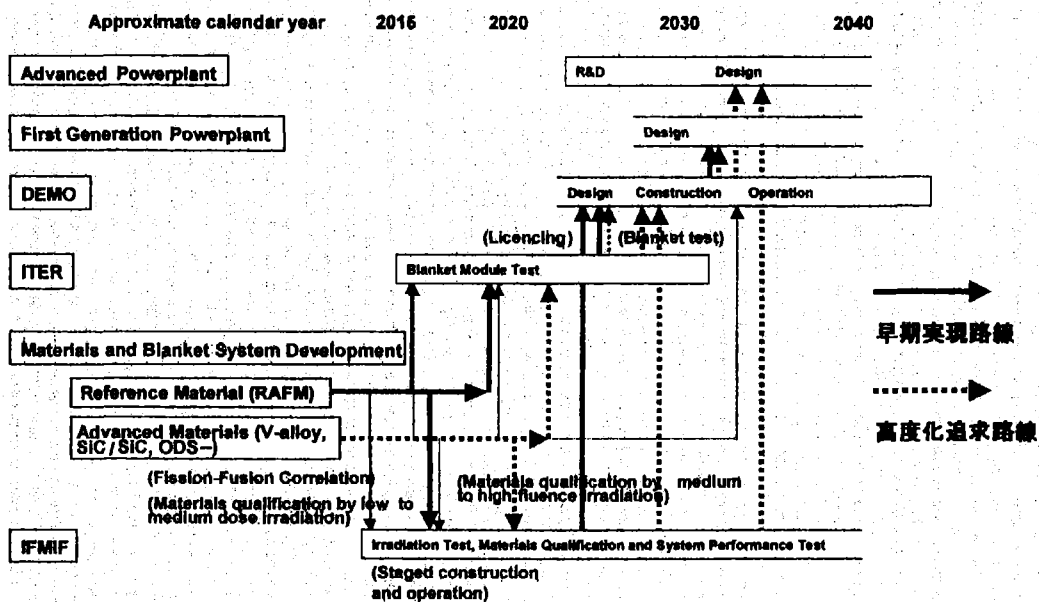 Approximate calendar year 2015 2020 2030 2040
Advanced Powerplant
R&D Design
First Generation Powerplant
Design
DEMO
Design Construction Operation
(Licencing) (Blanket test)
ITER
Blanket Module Test
早期実現路線
Materials and Blanket System Development
Reference Material (RAFM)
Advanced Materials (V-alloy,
SiC/SiC, ODS–)
高度化追求路線
(Fission-Fusion Correlation)
(Materials qualification by low to
medium dose irradiation)
(Materials qualification by medium
to high fluence irradiation)
IFMIF
Irradiation Test, Materials Qualification and System Performance Test
(Staged construction
and operation)